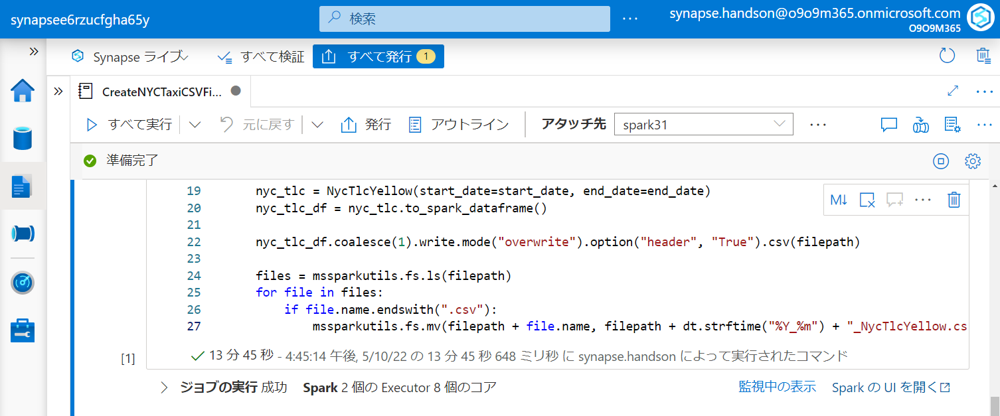 synapsee6rzucfgha65y
検索
synapse.handson@o9o9m365.onmicrosoft.com
O9O9M365
Synapse ライブ
すべて検証
すべて発行 1
CreateNYCTaxiCSVFi...
すべて実行
元に戻す
発行
アウトライン
アタッチ先
spark31
準備完了
19 nyc_tlc = NycTlcYellow(start_date=start_date, end_date=end_date)
20 nyc_tlc_df = nyc_tlc.to_spark_dataframe()
21
22 nyc_tlc_df.coalesce(1).write.mode("overwrite").option("header", "True").csv(filepath)
23
24 files = mssparkutils.fs.ls(filepath)
25 for file in files:
26 if file.name.endswith(".csv"):
27 mssparkutils.fs.mv(filepath + file.name, filepath + dt.strftime("%Y_%m") + "_NycTlcYellow.cs
M↓
[1]
13 分 45 秒 - 4:45:14 午後, 5/10/22 の 13 分 45 秒 648 ミリ秒 に synapse.handson によって実行されたコマンド
ジョブの実行 成功 Spark 2 個の Executor 8 個のコア
監視中の表示 Spark の UI を開く